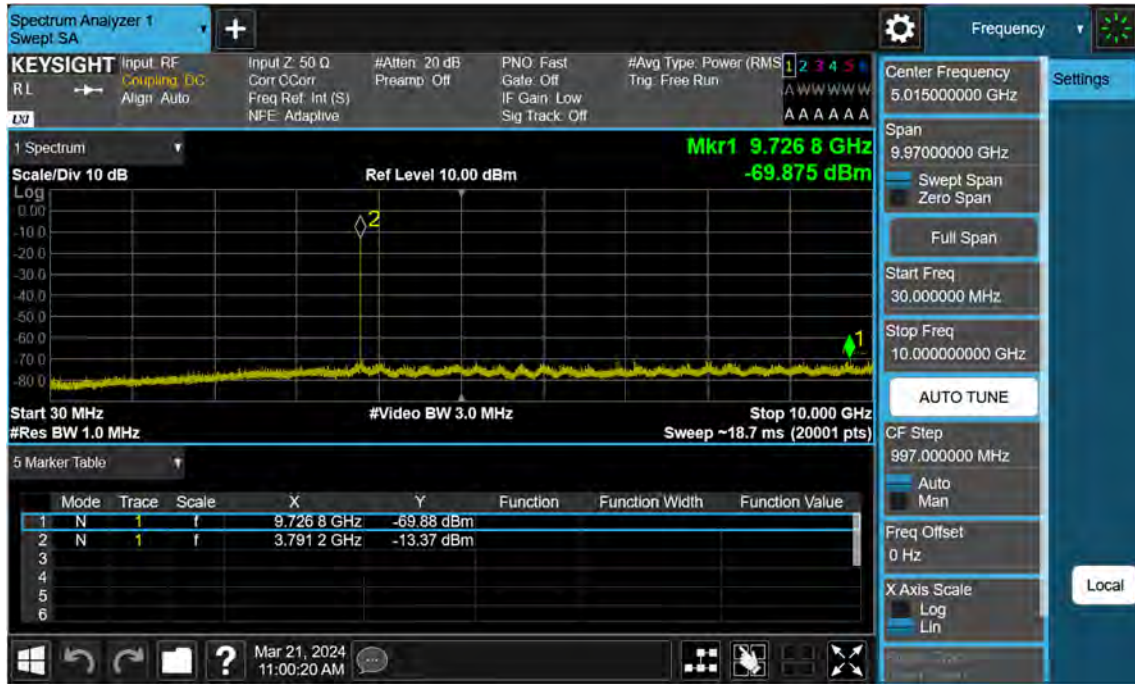 Spectrum Analyzer 1
Swept SA
+
Frequency
KEYSIGHT
RL
LXI
Input: RF
Coupling: DC
Align: Auto
Input Z: 50 Ω
Corr CCorr
Freq Ref: Int (S)
NFE: Adaptive
#Atten: 20 dB
Preamp: Off
PNO: Fast
Gate: Off
IF Gain: Low
Sig Track: Off
#Avg Type: Power (RMS
Trig: Free Run
1 2 3 4 5 6
A W W W W W
A A A A A A
Center Frequency
5.015000000 GHz
Settings
1 Spectrum
Mkr1 9.726 8 GHz
Scale/Div 10 dB
Ref Level 10.00 dBm
-69.875 dBm
Span
9.97000000 GHz
Swept Span
Zero Span
Full Span
Start Freq
30.000000 MHz
Stop Freq
10.000000000 GHz
AUTO TUNE
CF Step
997.000000 MHz
Auto
Man
Freq Offset
0 Hz
X Axis Scale
Log
Lin
Local
Log
0.00
-10.0
-20.0
-30.0
-40.0
-50.0
-60.0
-70.0
-80.0
2
1
Start 30 MHz
#Video BW 3.0 MHz
Stop 10.000 GHz
#Res BW 1.0 MHz
Sweep ~18.7 ms (20001 pts)
5 Marker Table
Mode Trace Scale X Y Function Function Width Function Value
1 N 1 f 9.726 8 GHz -69.88 dBm
2 N 1 f 3.791 2 GHz -13.37 dBm
3
4
5
6
?
Mar 21, 2024
11:00:20 AM